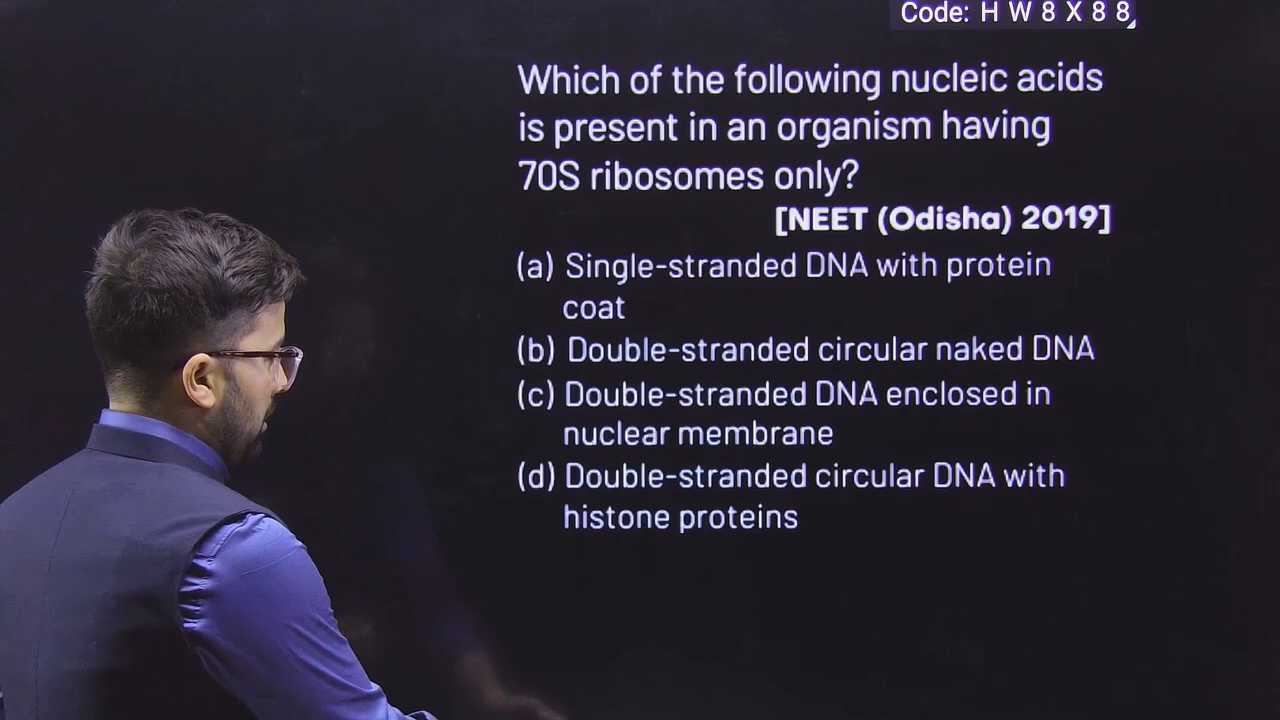 Code: H W 8 X 8 8
Which of the following nucleic acids
is present in an organism having
70S ribosomes only?
[NEET (Odisha) 2019]
(a) Single-stranded DNA with protein
coat
(b) Double-stranded circular naked DNA
(c) Double-stranded DNA enclosed in
nuclear membrane
(d) Double-stranded circular DNA with
histone proteins